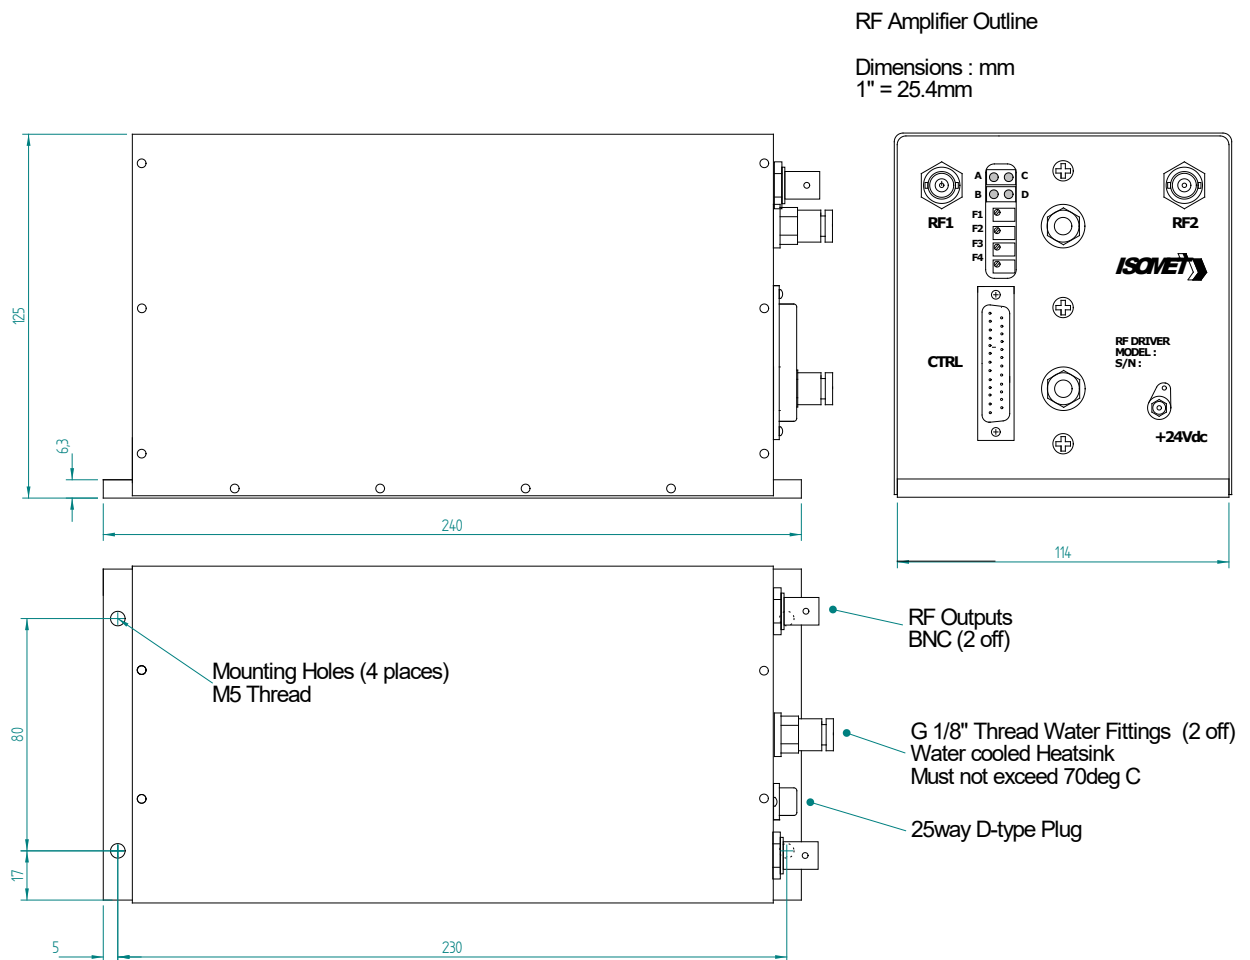 RF Amplifier Outline
Dimensions : mm
1" = 25.4mm
A
C
B
D
F1
F2
F3
F4
RF1
RF2
ISOMET
CTRL
RF DRIVER
MODEL :
S/N :
+24Vdc
125
6,3
240
114
RF Outputs
BNC (2 off)
Mounting Holes (4 places)
M5 Thread
G 1/8" Thread Water Fittings (2 off)
Water cooled Heatsink
Must not exceed 70deg C
25way D-type Plug
80
17
5
230